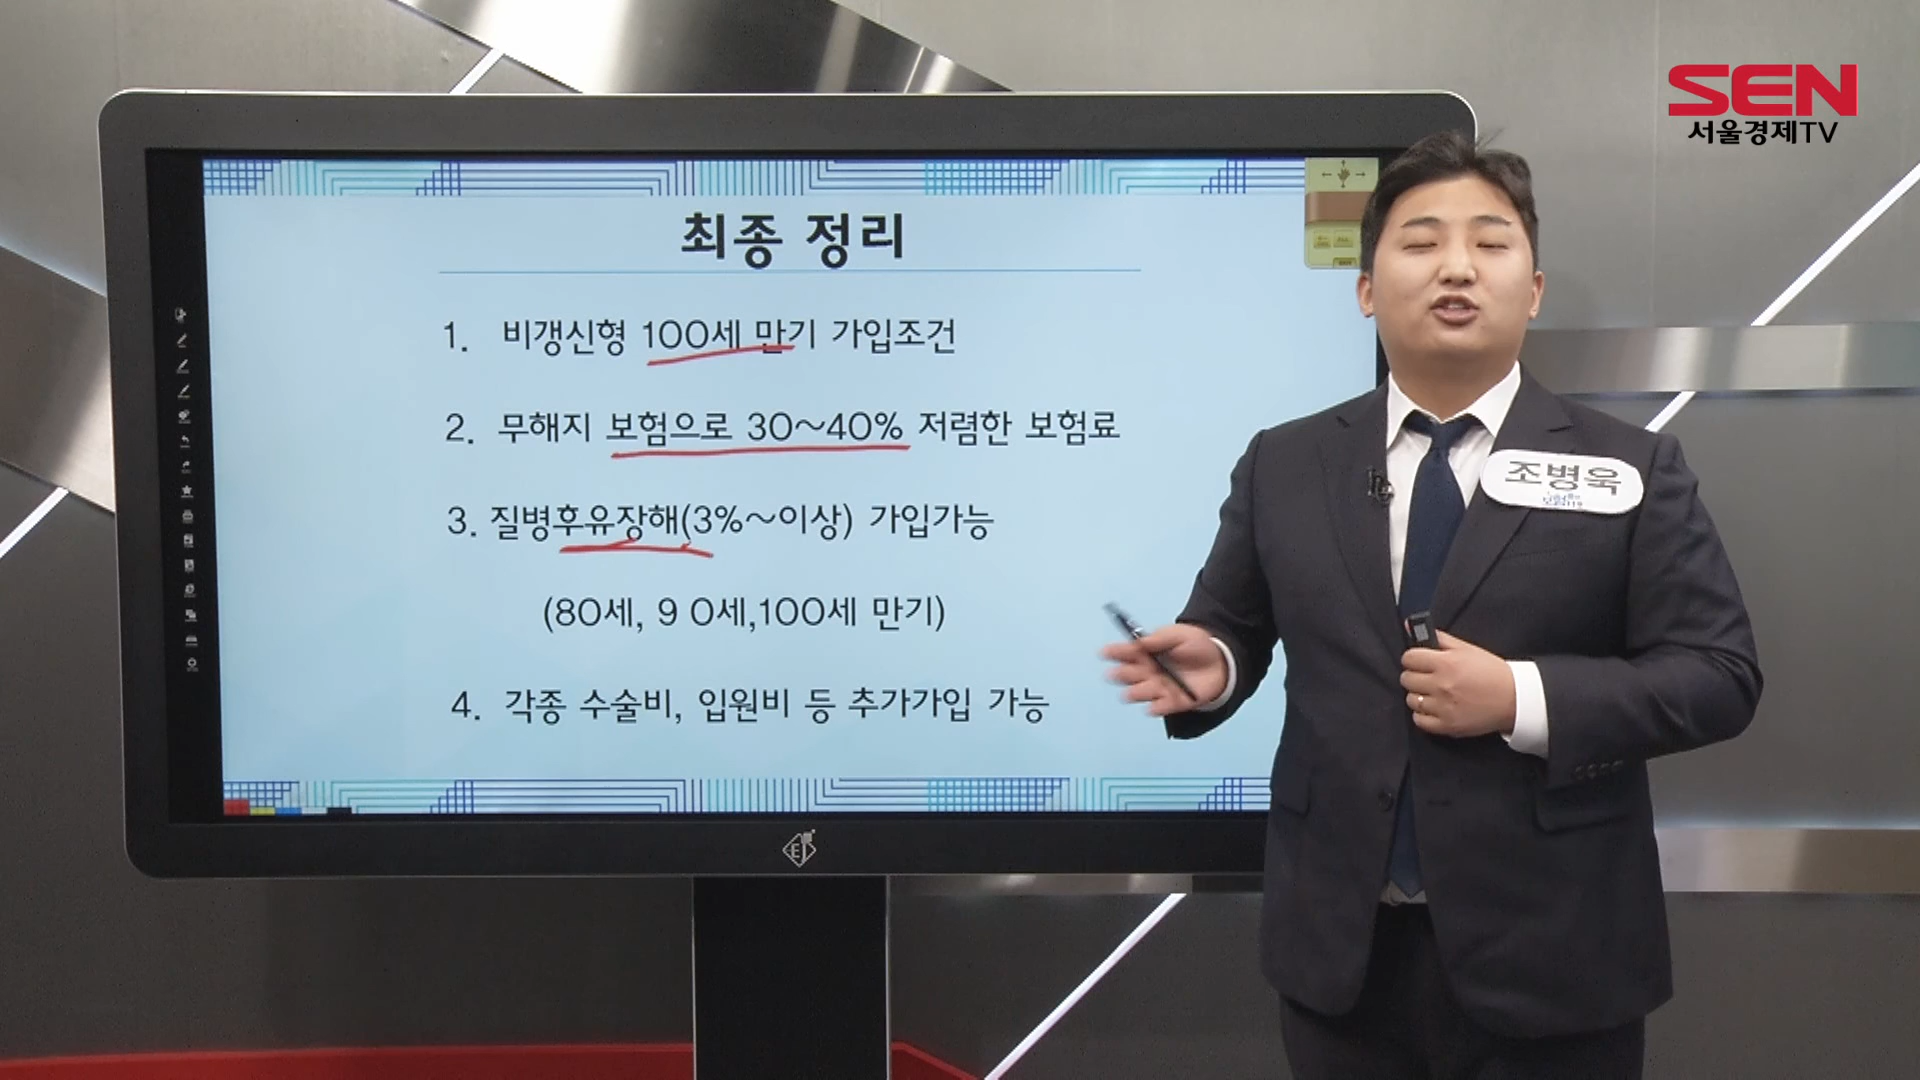 SEN
서울경제TV
최종 정리
1. 비갱신형 100세 만기 가입조건
2. 무해지 보험으로 30~40% 저렴한 보험료
3. 질병후유장해(3%~이상) 가입가능
(80세, 9 0세,100세 만기)
4. 각종 수술비, 입원비 등 추가가입 가능
조병욱